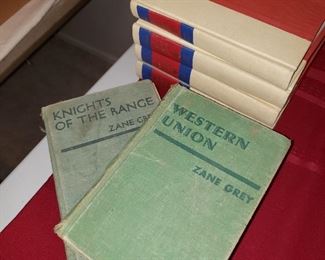 KNIGHTS
OF THE RANGE
ZANE GREY
WESTERN
UNION
ZANE GREY